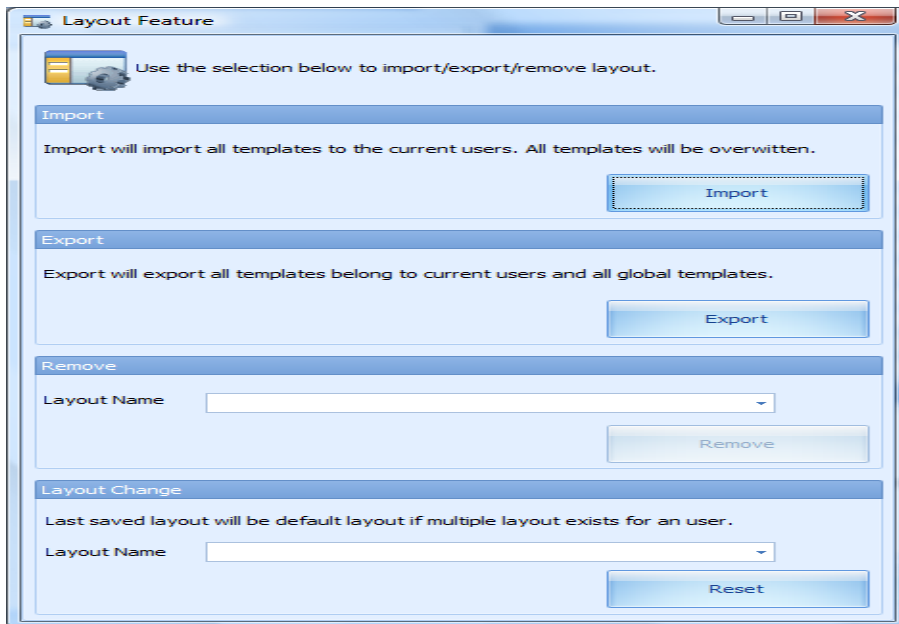 Layout Feature
Use the selection below to import/export/remove layout.
Import
Import will import all templates to the current users. All templates will be overwitten.
Import
Export
Export will export all templates belong to current users and all global templates.
Export
Remove
Layout Name
Remove
Layout Change
Last saved layout will be default layout if multiple layout exists for an user.
Layout Name
Reset